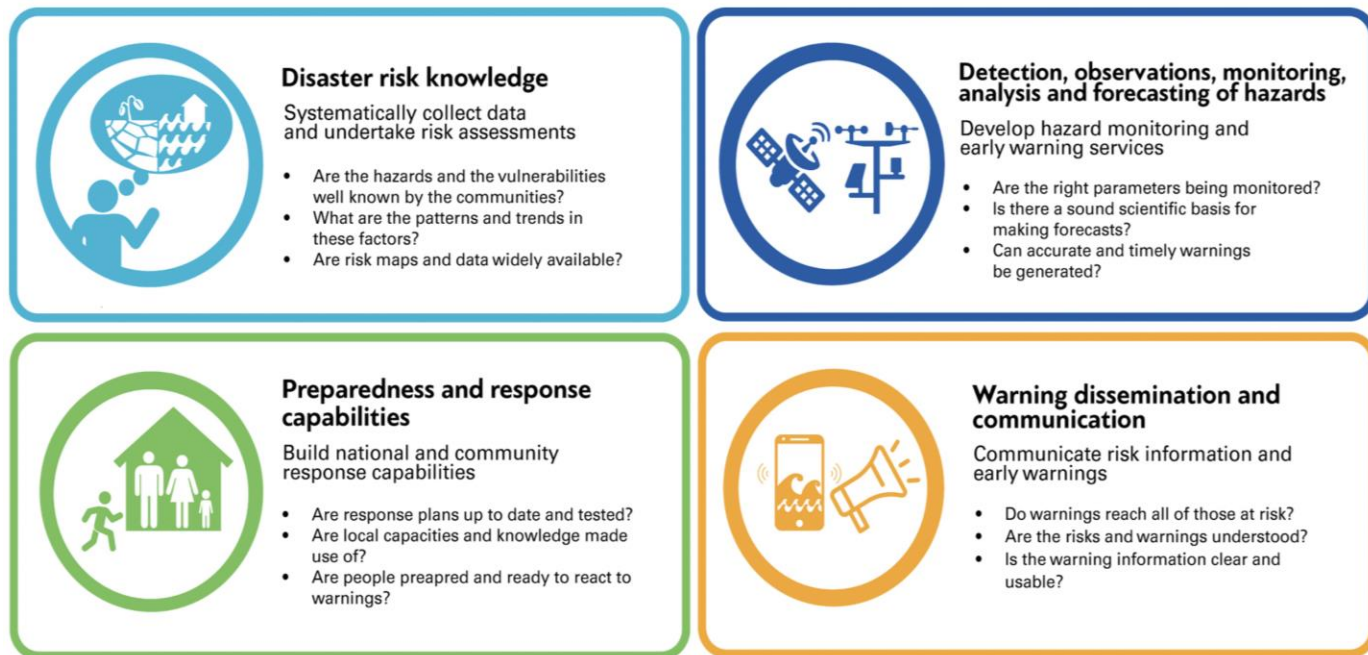 Disaster risk knowledge
Systematically collect data
and undertake risk assessments
• Are the hazards and the vulnerabilities
well known by the communities?
• What are the patterns and trends in
these factors?
• Are risk maps and data widely available?
Detection, observations, monitoring,
analysis and forecasting of hazards
Develop hazard monitoring and
early warning services
• Are the right parameters being monitored?
• Is there a sound scientific basis for
making forecasts?
• Can accurate and timely warnings
be generated?
Preparedness and response
capabilities
Build national and community
response capabilities
• Are response plans up to date and tested?
• Are local capacities and knowledge made
use of?
• Are people preapred and ready to react to
warnings?
Warning dissemination and
communication
Communicate risk information and
early warnings
• Do warnings reach all of those at risk?
• Are the risks and warnings understood?
• Is the warning information clear and
usable?